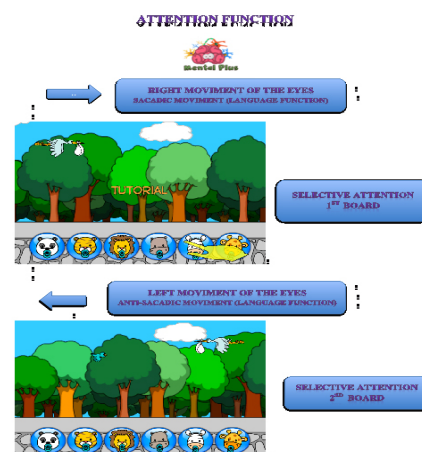 ATTENTION FUNCTION
Mental Plus
RIGHT MOVIMENT OF THE EYES
SACADIC MOVIMENT (LANGUAGE FUNCTION)
TUTORIAL
SELECTIVE ATTENTION
1ST BOARD
LEFT MOVIMENT OF THE EYES
ANTI-SACADIC MOVIMENT (LANGUAGE FUNCTION)
SELECTIVE ATTENTION
2ND BOARD